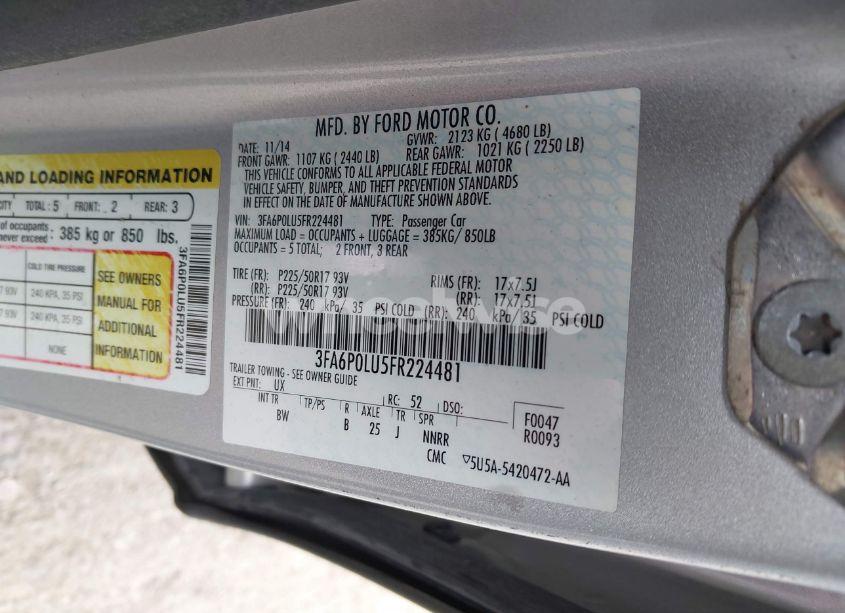 AND LOADING INFORMATION
CITY TOTAL: 5 FRONT: 2 REAR: 3
of occupants
never exceed: 385 kg or 850 lbs.
COLD TIRE PRESSURE
93V 240 KPA, 35 PSI
93V 240 KPA, 35 PSI
NONE
SEE OWNERS
MANUAL FOR
ADDITIONAL
INFORMATION
3FA6P0LU5FR224481
MFD. BY FORD MOTOR CO.
DATE: 11/14 GVWR: 2123 KG ( 4680 LB)
FRONT GAWR: 1107 KG ( 2440 LB) REAR GAWR: 1021 KG ( 2250 LB)
THIS VEHICLE CONFORMS TO ALL APPLICABLE FEDERAL MOTOR
VEHICLE SAFETY, BUMPER, AND THEFT PREVENTION STANDARDS
IN EFFECT ON THE DATE OF MANUFACTURE SHOWN ABOVE.
VIN: 3FA6P0LU5FR224481 TYPE: Passenger Car
MAXIMUM LOAD = OCCUPANTS + LUGGAGE = 385KG/ 850LB
OCCUPANTS = 5 TOTAL; 2 FRONT, 3 REAR
TIRE (FR): P225/50R17 93V RIMS (FR): 17x7.5J
(RR): P225/50R17 93V (RR): 17x7.5J
PRESSURE (FR): 240 kPa/ 35 PSI COLD (RR): 240 kPa/ 35 PSI COLD
3FA6P0LU5FR224481
TRAILER TOWING - SEE OWNER GUIDE
EXT PNT: UX RC: 52 DSO:
INT TR TP/PS R AXLE TR SPR F0047
BW B 25 J NNRR R0093
CMC ▽5U5A-5420472-AA